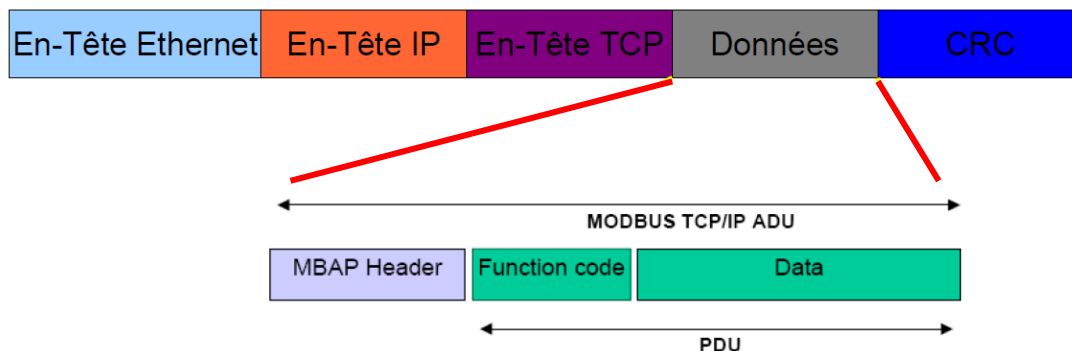 En-Tête Ethernet En-Tête IP En-Tête TCP Données CRC
MODBUS TCP/IP ADU
MBAP Header Function code Data
PDU